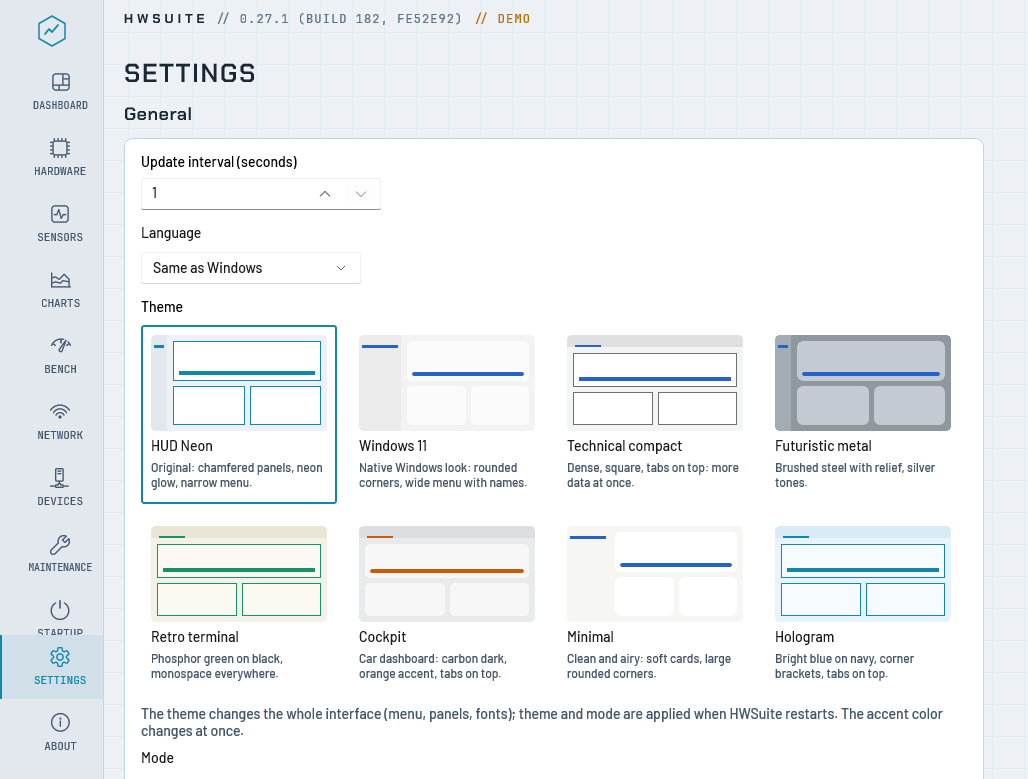 HWSUITE // 0.27.1 (BUILD 182, FE52E92) // DEMO
DASHBOARD
HARDWARE
SENSORS
CHARTS
BENCH
NETWORK
DEVICES
MAINTENANCE
STARTUP
SETTINGS
ABOUT
SETTINGS
General
Update interval (seconds)
1
Language
Same as Windows
Theme
HUD Neon
Original: chamfered panels, neon
glow, narrow menu.
Windows 11
Native Windows look: rounded
corners, wide menu with names.
Technical compact
Dense, square, tabs on top: more
data at once.
Futuristic metal
Brushed steel with relief, silver
tones.
Retro terminal
Phosphor green on black,
monospace everywhere.
Cockpit
Car dashboard: carbon dark,
orange accent, tabs on top.
Minimal
Clean and airy: soft cards, large
rounded corners.
Hologram
Bright blue on navy, corner
brackets, tabs on top.
The theme changes the whole interface (menu, panels, fonts); theme and mode are applied when HWSuite restarts. The accent color
changes at once.
Mode